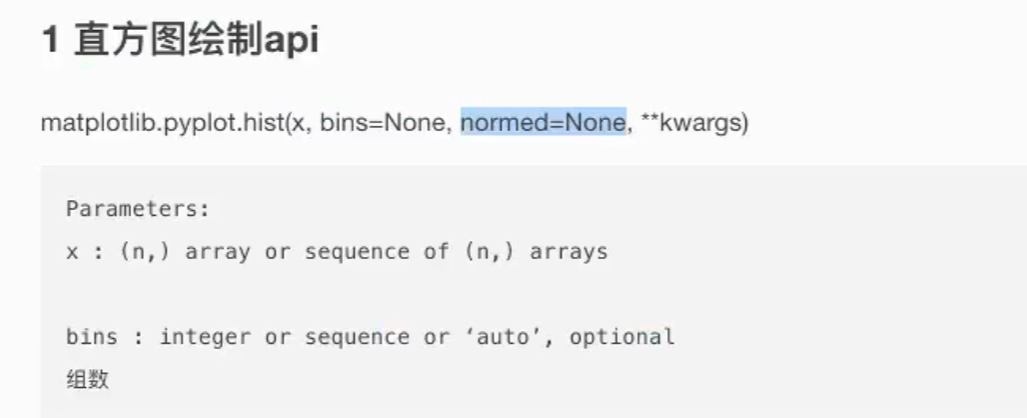 1 直方图绘制api
matplotlib.pyplot.hist(x, bins=None, normed=None, **kwargs)
Parameters:
x : (n,) array or sequence of (n,) arrays
bins : integer or sequence or ‘auto’, optional
组数